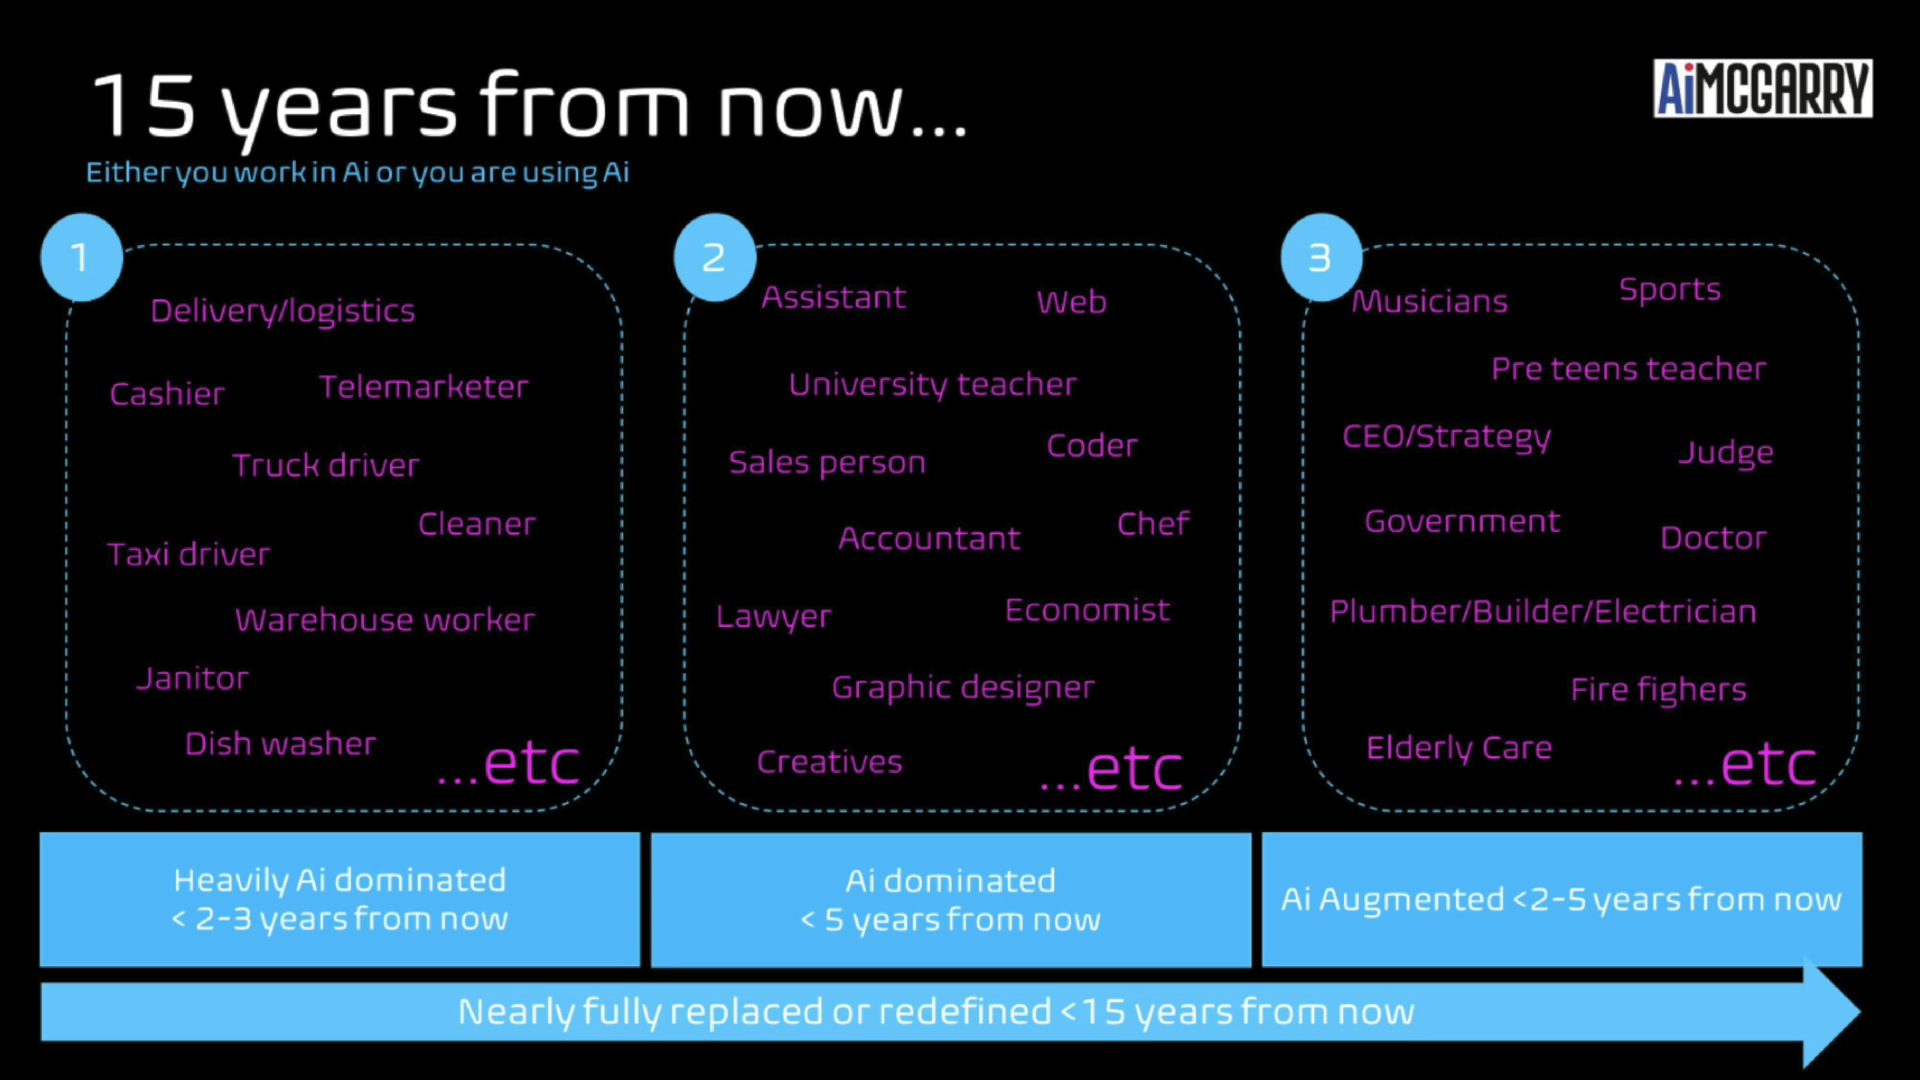 15 years from now...
AiMCGARRY
Either you work in Ai or you are using Ai
1
Delivery/logistics
Cashier
Telemarketer
Truck driver
Cleaner
Taxi driver
Warehouse worker
Janitor
Dish washer
...etc
Heavily Ai dominated
< 2-3 years from now
2
Assistant
Web
University teacher
Coder
Sales person
Chef
Accountant
Economist
Lawyer
Graphic designer
Creatives
...etc
Ai dominated
< 5 years from now
3
Sports
Musicians
Pre teens teacher
CEO/Strategy
Judge
Government
Doctor
Plumber/Builder/Electrician
Fire fighers
Elderly Care
...etc
Ai Augmented <2-5 years from now
Nearly fully replaced or redefined <15 years from now